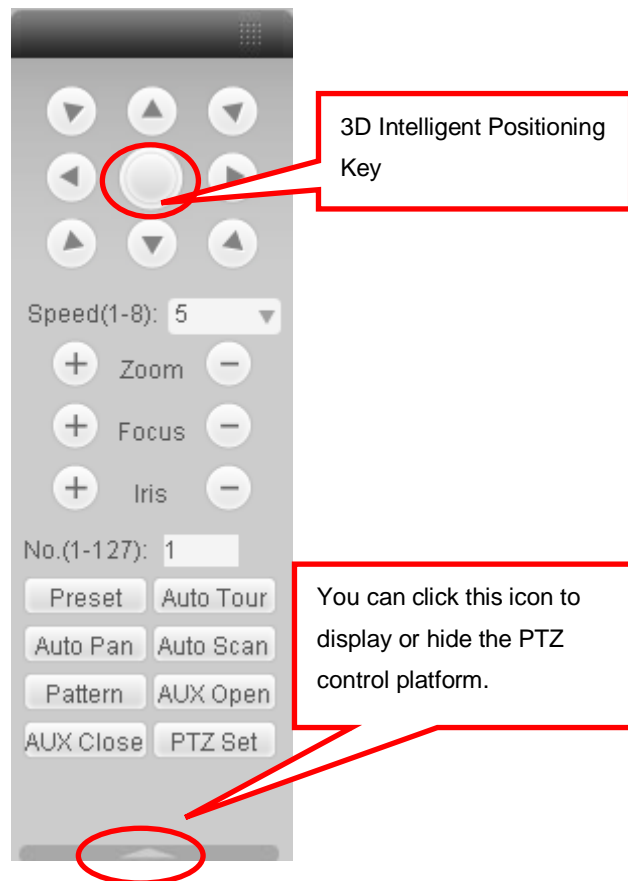 3D Intelligent Positioning
Key
Speed(1-8): 5
Zoom
Focus
Iris
No.(1-127): 1
Preset Auto Tour
Auto Pan Auto Scan
Pattern AUX Open
AUX Close PTZ Set
You can click this icon to
display or hide the PTZ
control platform.